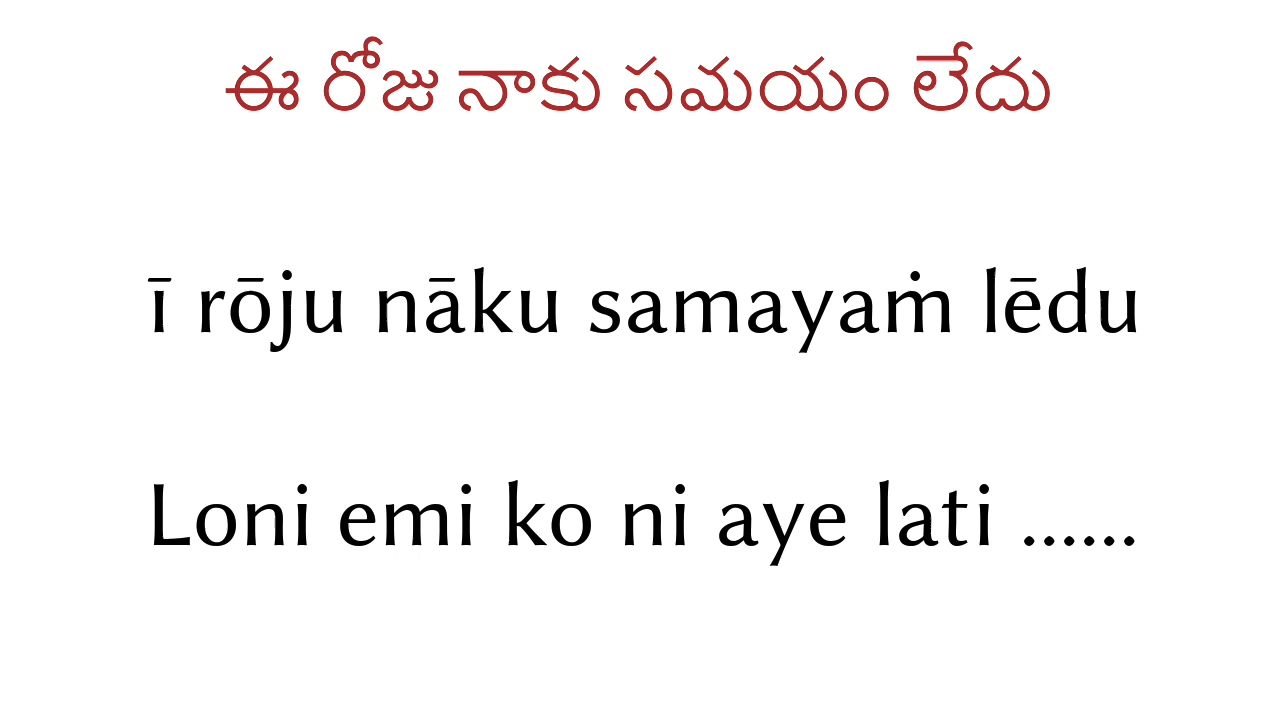 ఈ రోజు నాకు సమయం లేదు
ī rōju nāku samayaṁ lēdu
Loni emi ko ni aye lati ......